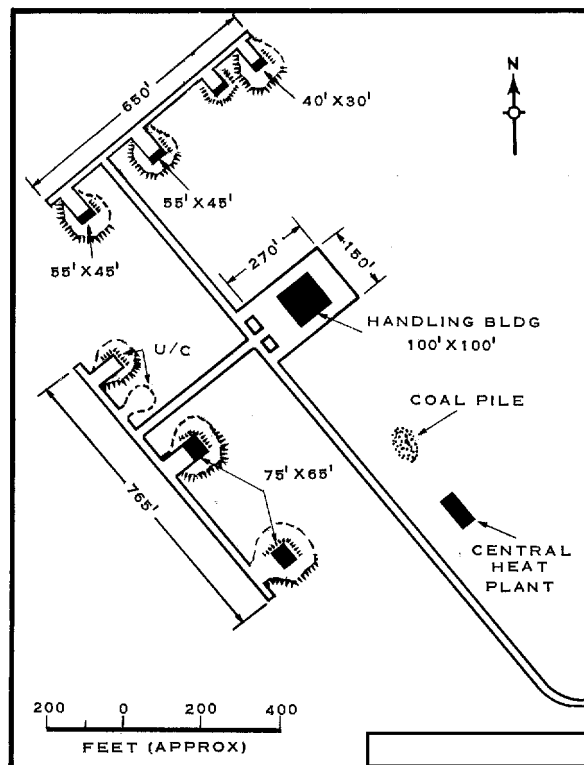 N
650'
40' X 30'
55' X 45'
55' X 45'
270'
150'
HANDLING BLDG
100' X 100'
U/C
COAL PILE
765'
75' X 65'
CENTRAL
HEAT
PLANT
200 0 200 400
FEET (APPROX)